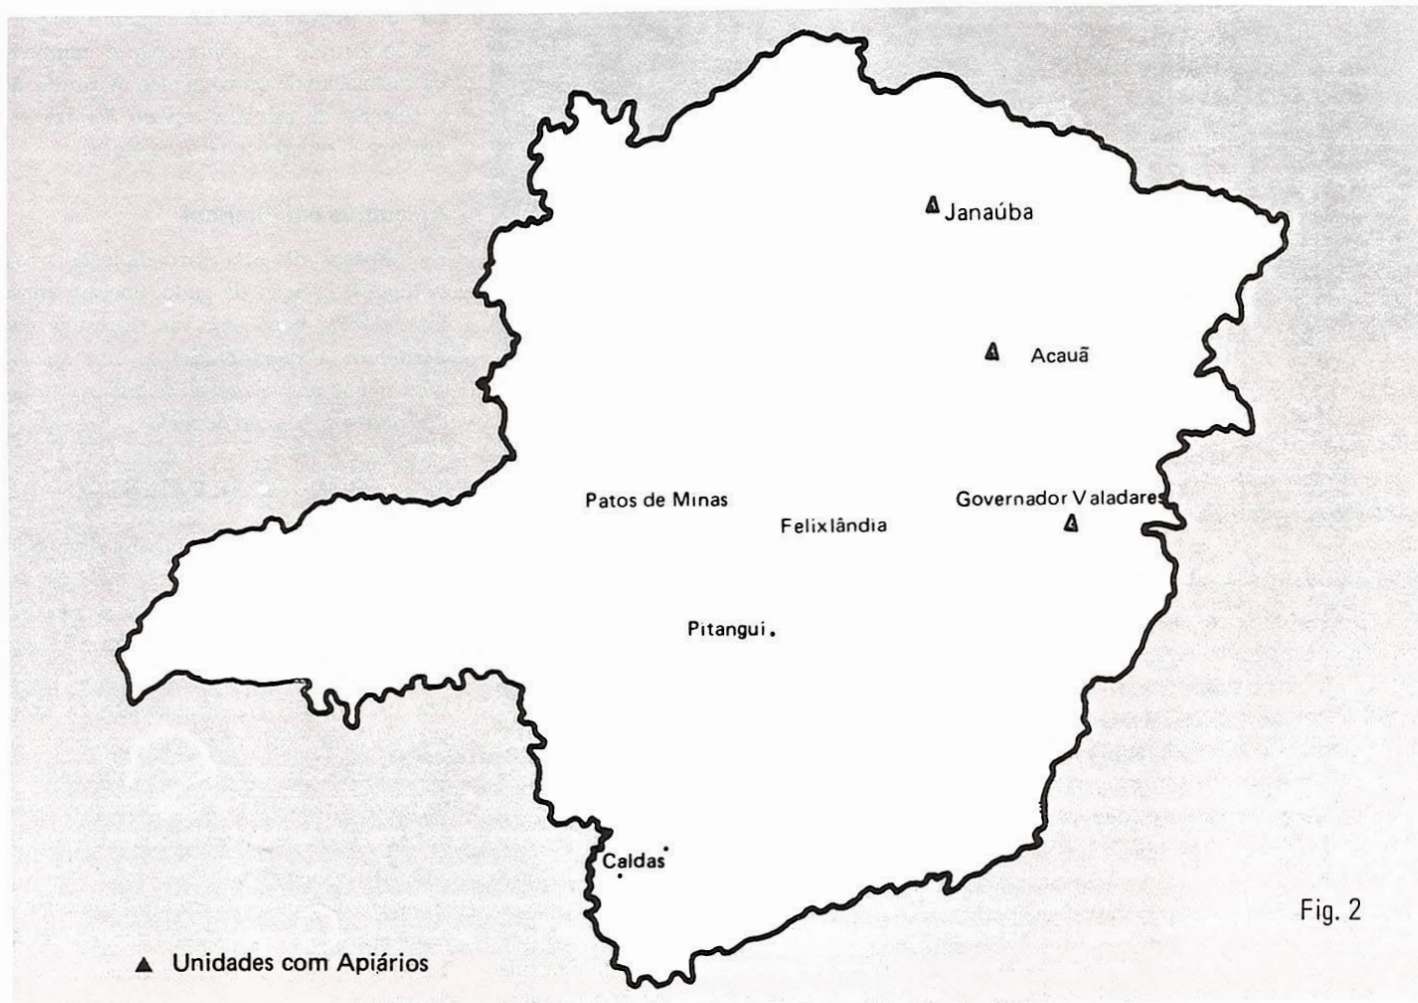 Janaúba
Acauã
Patos de Minas
Governador Valadares
Felixlândia
Pitangui.
Caldas
Fig. 2
▲ Unidades com Apiários